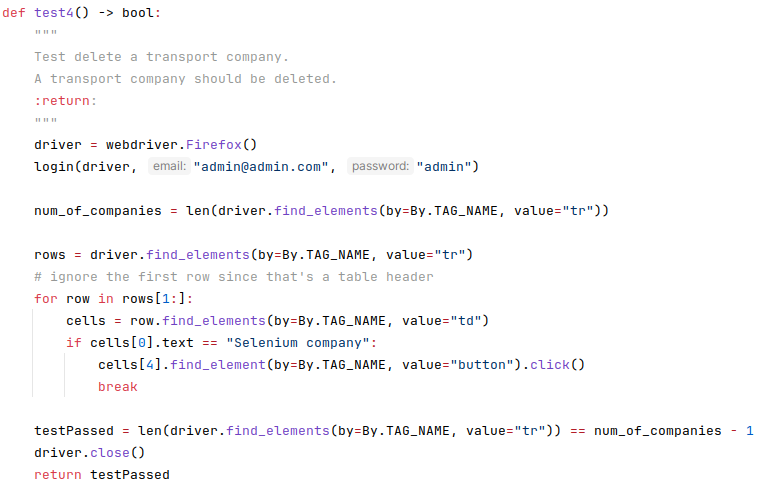 def test4() -> bool:
    """
    Test delete a transport company.
    A transport company should be deleted.
    :return:
    """
    driver = webdriver.Firefox()
    login(driver, email: "admin@admin.com", password: "admin")

    num_of_companies = len(driver.find_elements(by=By.TAG_NAME, value="tr"))

    rows = driver.find_elements(by=By.TAG_NAME, value="tr")
    # ignore the first row since that's a table header
    for row in rows[1:]:
        cells = row.find_elements(by=By.TAG_NAME, value="td")
        if cells[0].text == "Selenium company":
            cells[4].find_element(by=By.TAG_NAME, value="button").click()
            break

    testPassed = len(driver.find_elements(by=By.TAG_NAME, value="tr")) == num_of_companies - 1
    driver.close()
    return testPassed